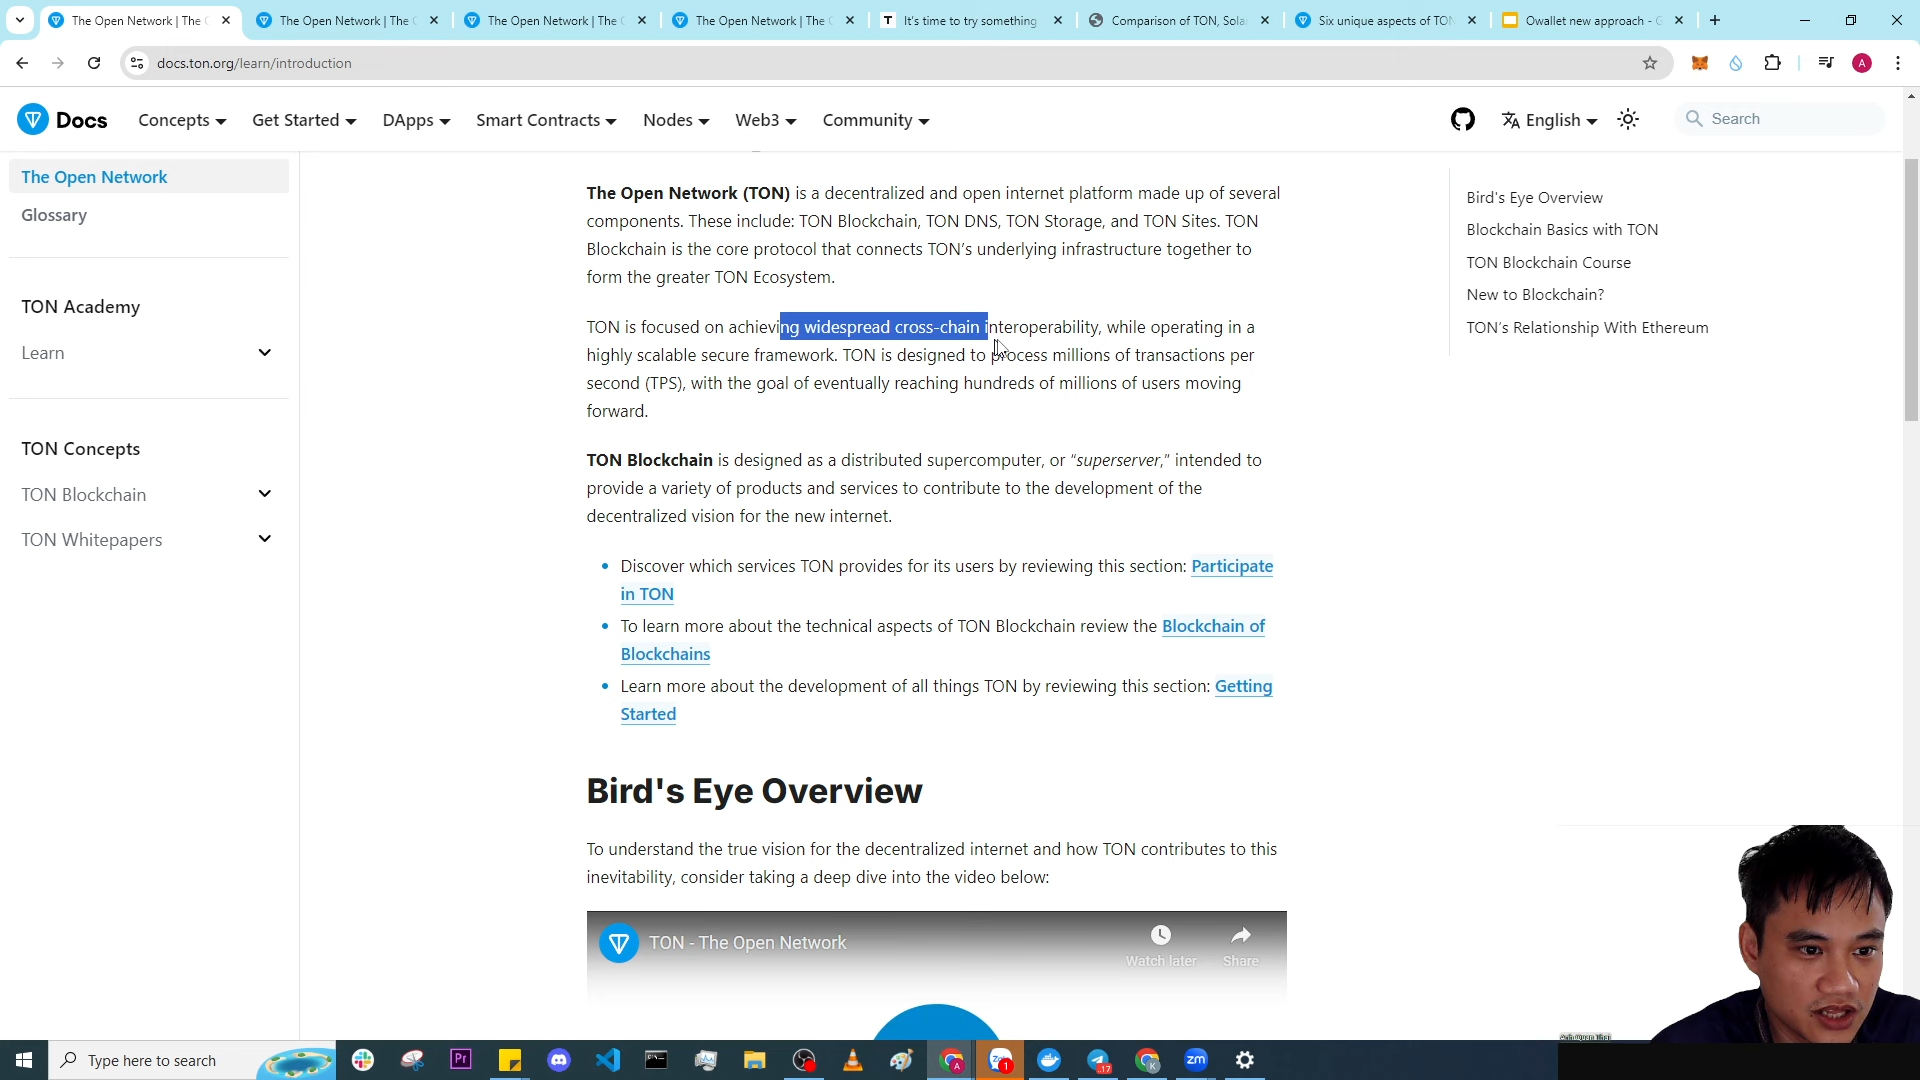 The Open Network | The
The Open Network | The
The Open Network | The
The Open Network | The
It's time to try something
Comparison of TON, Sola
Six unique aspects of TON
Owallet new approach - G
docs.ton.org/learn/introduction
A
Docs
Concepts
Get Started
DApps
Smart Contracts
Nodes
Web3
Community
English
Search
The Open Network
Glossary
TON Academy
Learn
TON Concepts
TON Blockchain
TON Whitepapers
The Open Network (TON) is a decentralized and open internet platform made up of several
components. These include: TON Blockchain, TON DNS, TON Storage, and TON Sites. TON
Blockchain is the core protocol that connects TON's underlying infrastructure together to
form the greater TON Ecosystem.
TON is focused on achieving widespread cross-chain interoperability, while operating in a
highly scalable secure framework. TON is designed to process millions of transactions per
second (TPS), with the goal of eventually reaching hundreds of millions of users moving
forward.
TON Blockchain is designed as a distributed supercomputer, or “superserver,” intended to
provide a variety of products and services to contribute to the development of the
decentralized vision for the new internet.
Discover which services TON provides for its users by reviewing this section: Participate
in TON
To learn more about the technical aspects of TON Blockchain review the Blockchain of
Blockchains
Learn more about the development of all things TON by reviewing this section: Getting
Started
Bird's Eye Overview
To understand the true vision for the decentralized internet and how TON contributes to this
inevitability, consider taking a deep dive into the video below:
TON - The Open Network
Watch later
Share
Bird's Eye Overview
Blockchain Basics with TON
TON Blockchain Course
New to Blockchain?
TON's Relationship With Ethereum
Type here to search
Pr
A
1
17
K
zm